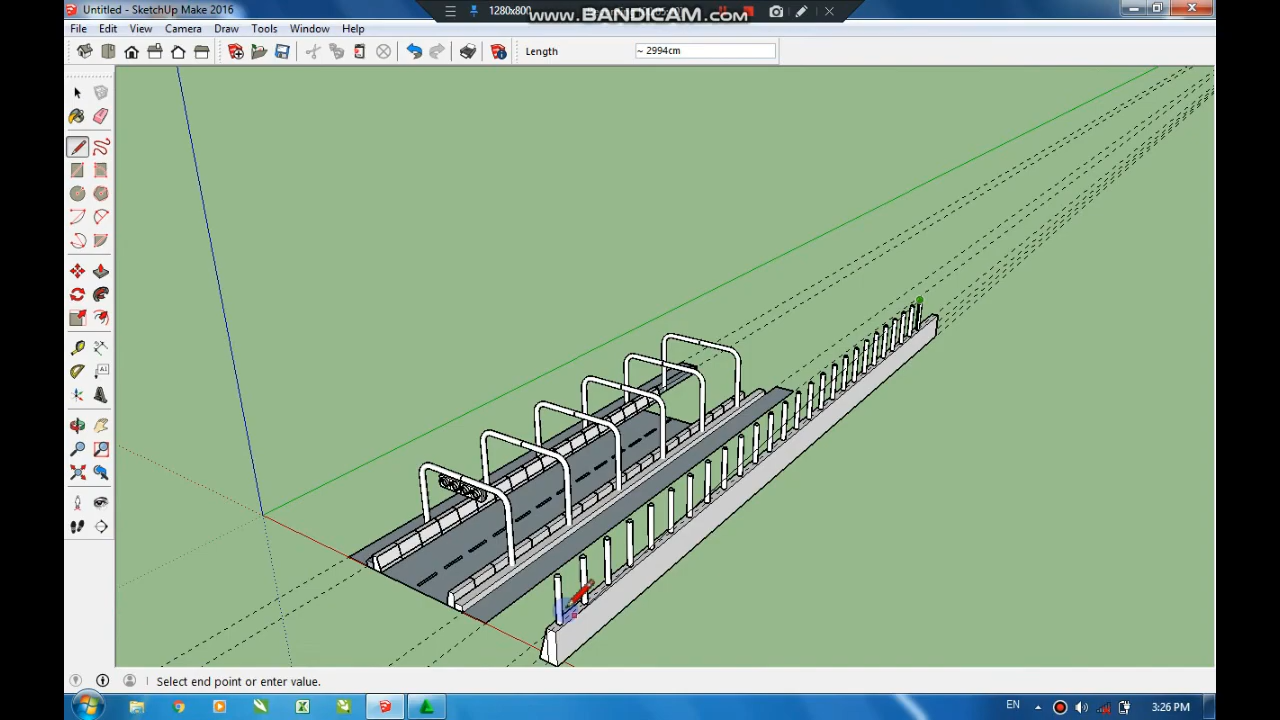 Untitled - SketchUp Make 2016
1280x800
www.BANDICAM.com
File Edit View Camera Draw Tools Window Help
Length ~ 2994cm
A1
Select end point or enter value.
EN 3:26 PM